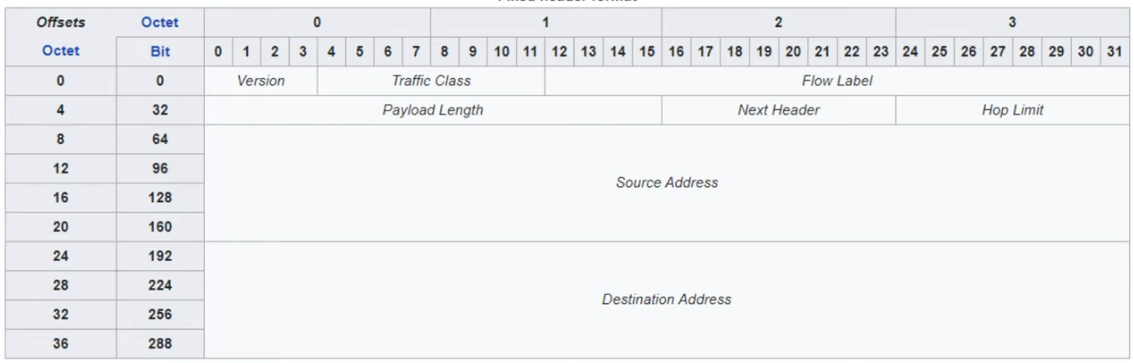 Fixed header format
Offsets Octet 0 1 2 3
Octet Bit 0 1 2 3 4 5 6 7 8 9 10 11 12 13 14 15 16 17 18 19 20 21 22 23 24 25 26 27 28 29 30 31
0 0 Version Traffic Class Flow Label
4 32 Payload Length Next Header Hop Limit
8 64
12 96
Source Address
16 128
20 160
24 192
28 224
Destination Address
32 256
36 288